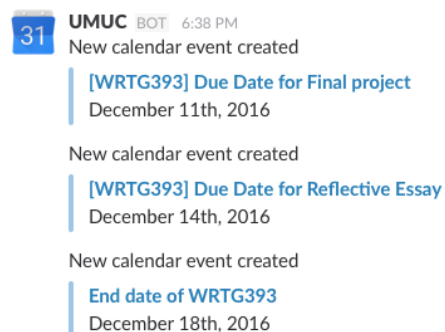 31
UMUC BOT 6:38 PM
New calendar event created
[WRTG393] Due Date for Final project
December 11th, 2016
New calendar event created
[WRTG393] Due Date for Reflective Essay
December 14th, 2016
New calendar event created
End date of WRTG393
December 18th, 2016